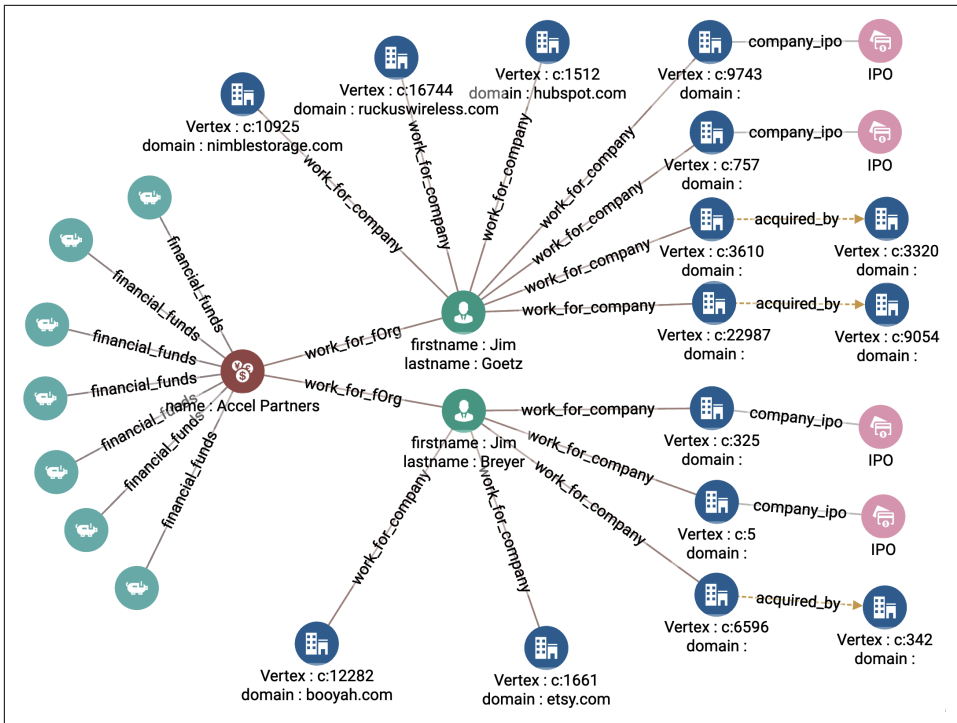 Vertex : c:10925
domain : nimblestorage.com
Vertex : c:16744
domain : ruckuswireless.com
Vertex : c:1512
domain : hubspot.com
Vertex : c:9743
domain :
company_ipo
IPO
Vertex : c:757
domain :
company_ipo
IPO
Vertex : c:3610
domain :
acquired_by
Vertex : c:3320
domain :
Vertex : c:22987
domain :
acquired_by
Vertex : c:9054
domain :
work_for_company
work_for_company
work_for_company
work_for_company
work_for_company
work_for_company
work_for_company
firstname : Jim
lastname : Goetz
work_for_fOrg
financial_funds
financial_funds
financial_funds
financial_funds
financial_funds
financial_funds
financial_funds
name : Accel Partners
work_for_fOrg
firstname : Jim
lastname : Breyer
work_for_company
work_for_company
work_for_company
work_for_company
work_for_company
Vertex : c:325
domain :
company_ipo
IPO
Vertex : c:5
domain :
company_ipo
IPO
Vertex : c:6596
domain :
acquired_by
Vertex : c:342
domain :
Vertex : c:12282
domain : booyah.com
Vertex : c:1661
domain : etsy.com